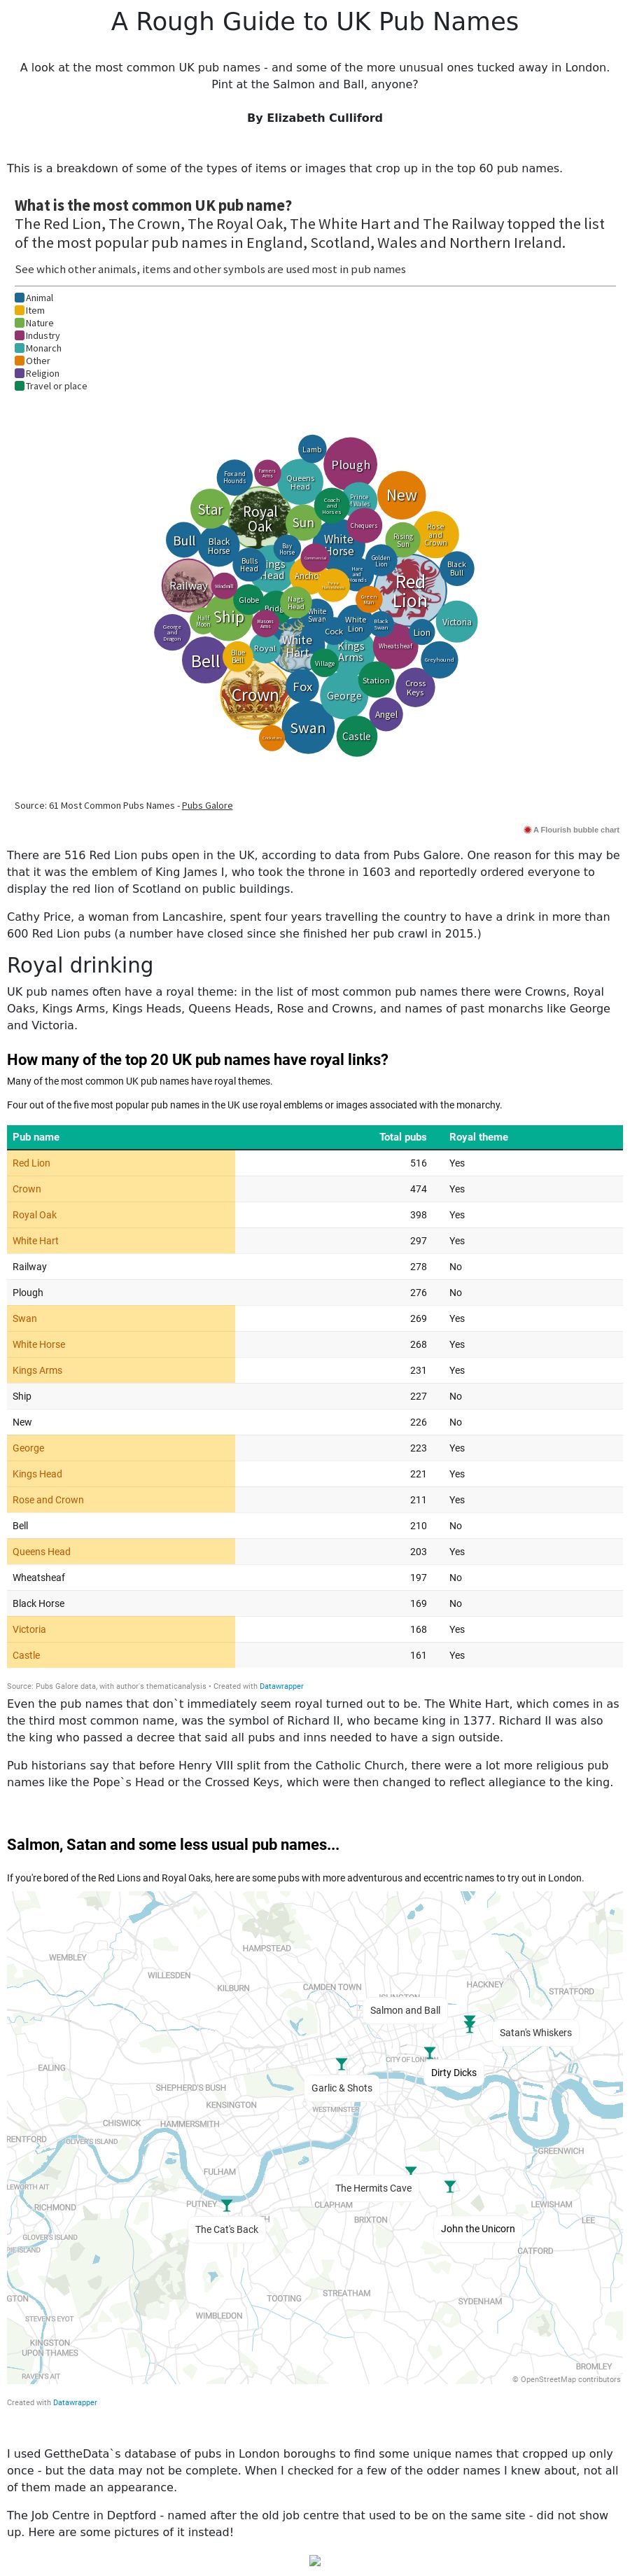 A Rough Guide to UK Pub Names
A look at the most common UK pub names - and some of the more unusual ones tucked away in London.
Pint at the Salmon and Ball, anyone?
By Elizabeth Culliford
This is a breakdown of some of the types of items or images that crop up in the top 60 pub names.
What is the most common UK pub name?
The Red Lion, The Crown, The Royal Oak, The White Hart and The Railway topped the list
of the most popular pub names in England, Scotland, Wales and Northern Ireland.
See which other animals, items and other symbols are used most in pub names
Animal
Item
Nature
Industry
Monarch
Other
Religion
Travel or place
Lamb
Plough
Fox and
Hounds
Farmers
Arms
Queens
Head
New
Star
Royal
Oak
Coach
and
Horses
Prince
Wales
Sun
Chequers
Rose
and
Crown
Bull
Black
Horse
Bay
Horse
White
Horse
Rising
Sun
Golden
Lion
Black
Bull
Bulls
Head
Kings
Head
Railway
Red
Lion
Globe
Nags
Head
Green
Man
Half
Moon
Ship
Masons
Arms
White
Swan
White
Lion
Black
Swan
Victoria
George
and
Dragon
Cock
Lion
Bell
Blue
Bell
Royal
White
Hart
Kings
Arms
Wheatsheaf
Village
Greyhound
Crown
Fox
George
Station
Cross
Keys
Swan
Angel
Castle
Source: 61 Most Common Pubs Names - Pubs Galore
A Flourish bubble chart
There are 516 Red Lion pubs open in the UK, according to data from Pubs Galore. One reason for this may be
that it was the emblem of King James I, who took the throne in 1603 and reportedly ordered everyone to
display the red lion of Scotland on public buildings.
Cathy Price, a woman from Lancashire, spent four years travelling the country to have a drink in more than
600 Red Lion pubs (a number have closed since she finished her pub crawl in 2015.)
Royal drinking
UK pub names often have a royal theme: in the list of most common pub names there were Crowns, Royal
Oaks, Kings Arms, Kings Heads, Queens Heads, Rose and Crowns, and names of past monarchs like George
and Victoria.
How many of the top 20 UK pub names have royal links?
Many of the most common UK pub names have royal themes.
Four out of the five most popular pub names in the UK use royal emblems or images associated with the monarchy.
Pub name Total pubs Royal theme
Red Lion 516 Yes
Crown 474 Yes
Royal Oak 398 Yes
White Hart 297 Yes
Railway 278 No
Plough 276 No
Swan 269 Yes
White Horse 268 Yes
Kings Arms 231 Yes
Ship 227 No
New 226 No
George 223 Yes
Kings Head 221 Yes
Rose and Crown 211 Yes
Bell 210 No
Queens Head 203 Yes
Wheatsheaf 197 No
Black Horse 169 No
Victoria 168 Yes
Castle 161 Yes
Source: Pubs Galore data, with author's thematicanalysis • Created with Datawrapper
Even the pub names that don`t immediately seem royal turned out to be. The White Hart, which comes in as
the third most common name, was the symbol of Richard II, who became king in 1377. Richard II was also
the king who passed a decree that said all pubs and inns needed to have a sign outside.
Pub historians say that before Henry VIII split from the Catholic Church, there were a lot more religious pub
names like the Pope`s Head or the Crossed Keys, which were then changed to reflect allegiance to the king.
Salmon, Satan and some less usual pub names...
If you're bored of the Red Lions and Royal Oaks, here are some pubs with more adventurous and eccentric names to try out in London.
HAMPSTEAD
WEMBLEY
WILLESDEN
KILBURN
CAMDEN TOWN
HACKNEY
STRATFORD
ISLINGTON
Salmon and Ball
Satan's Whiskers
EALING
CITY OF LONDON
Dirty Dicks
SHEPHERD'S BUSH
Garlic & Shots
KENSINGTON
WESTMINSTER
CHISWICK
HAMMERSMITH
BRENTFORD
OLIVER'S ISLAND
GREENWICH
FULHAM
ISLEWORTH AIT
The Hermits Cave
PUTNEY
CLAPHAM
LEWISHAM
RICHMOND
BRIXTON
LEE
The Cat's Back
John the Unicorn
GLOVER'S ISLAND
CATFORD
STREATHAM
TOOTING
SYDENHAM
WIMBLEDON
STEVEN'S EYOT
KINGSTON
UPON THAMES
BROMLEY
RAVEN'S AIT
© OpenStreetMap contributors
Created with Datawrapper
I used GettheData`s database of pubs in London boroughs to find some unique names that cropped up only
once - but the data may not be complete. When I checked for a few of the odder names I knew about, not all
of them made an appearance.
The Job Centre in Deptford - named after the old job centre that used to be on the same site - did not show
up. Here are some pictures of it instead!